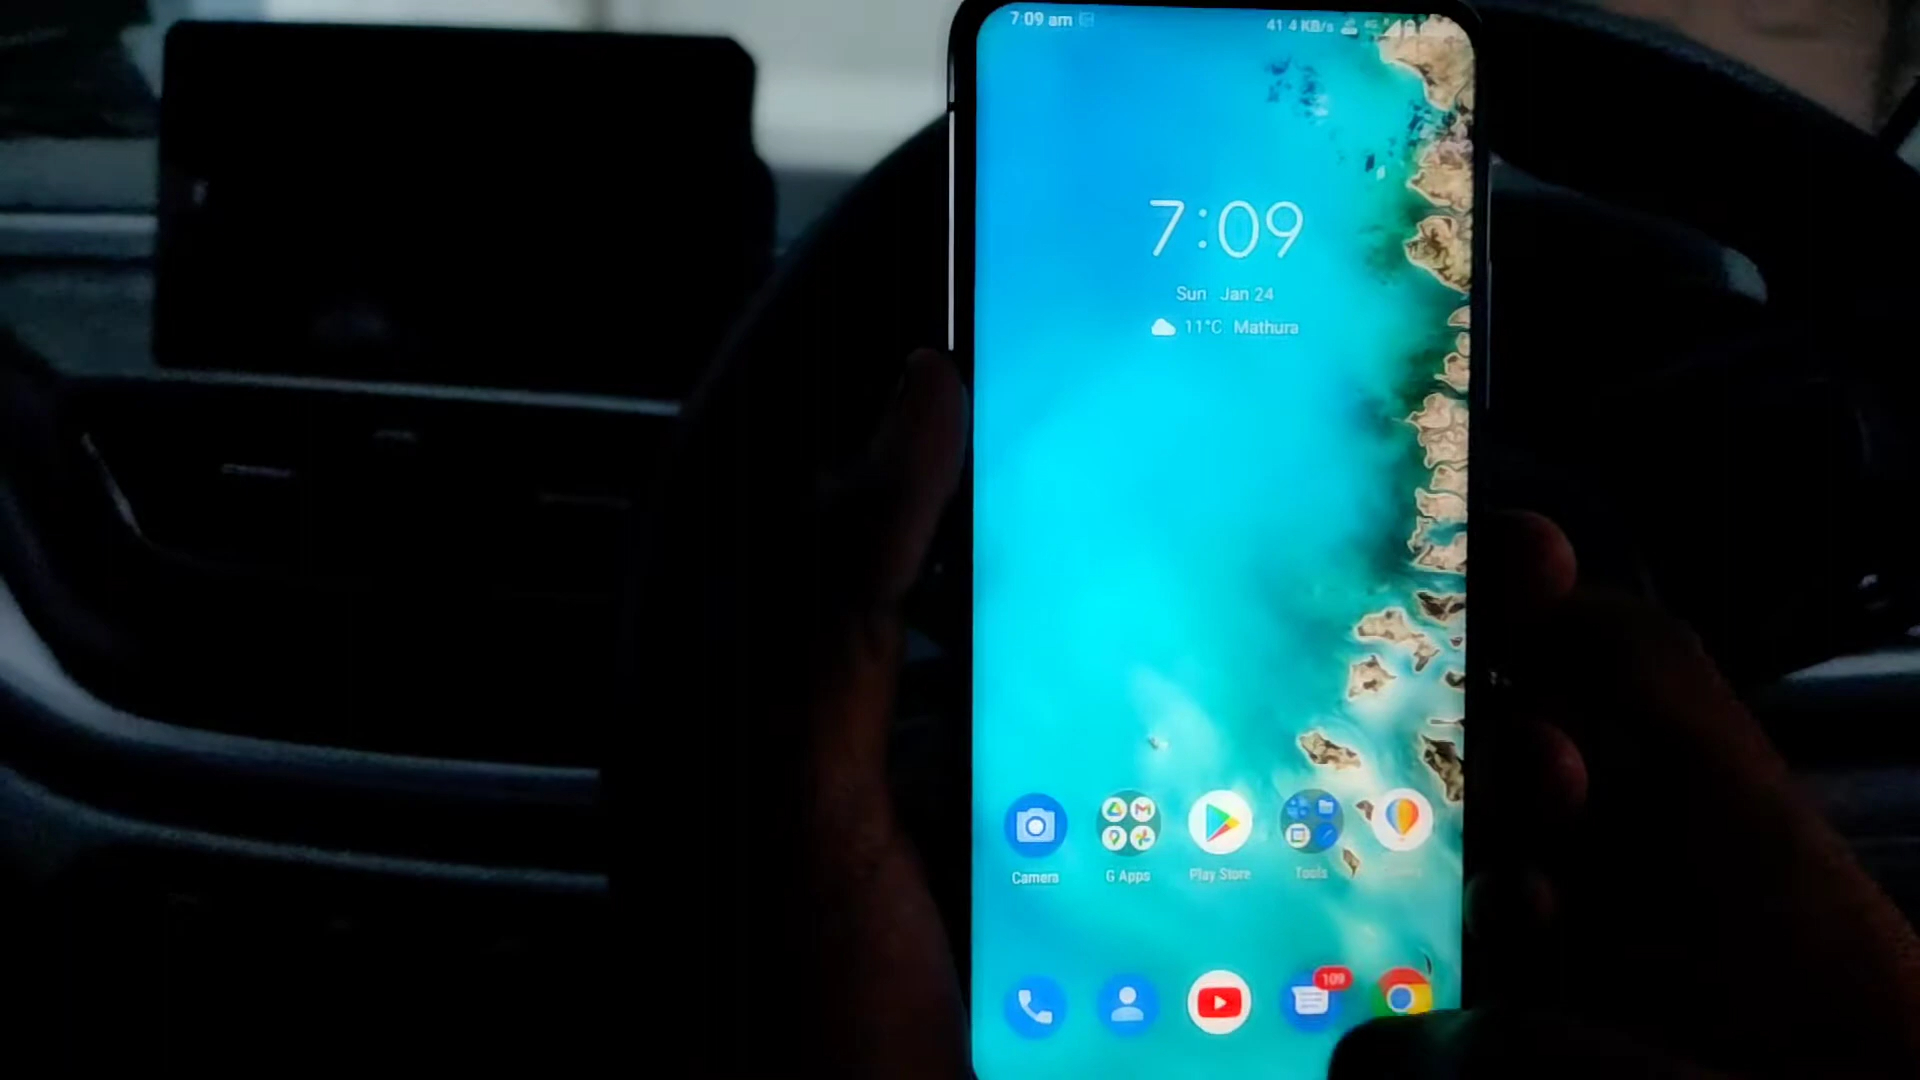 7:09 am
41.4 KB/s 4G
7:09
Sun Jan 24
11°C Mathura
Camera
G Apps
Play Store
Tools
109